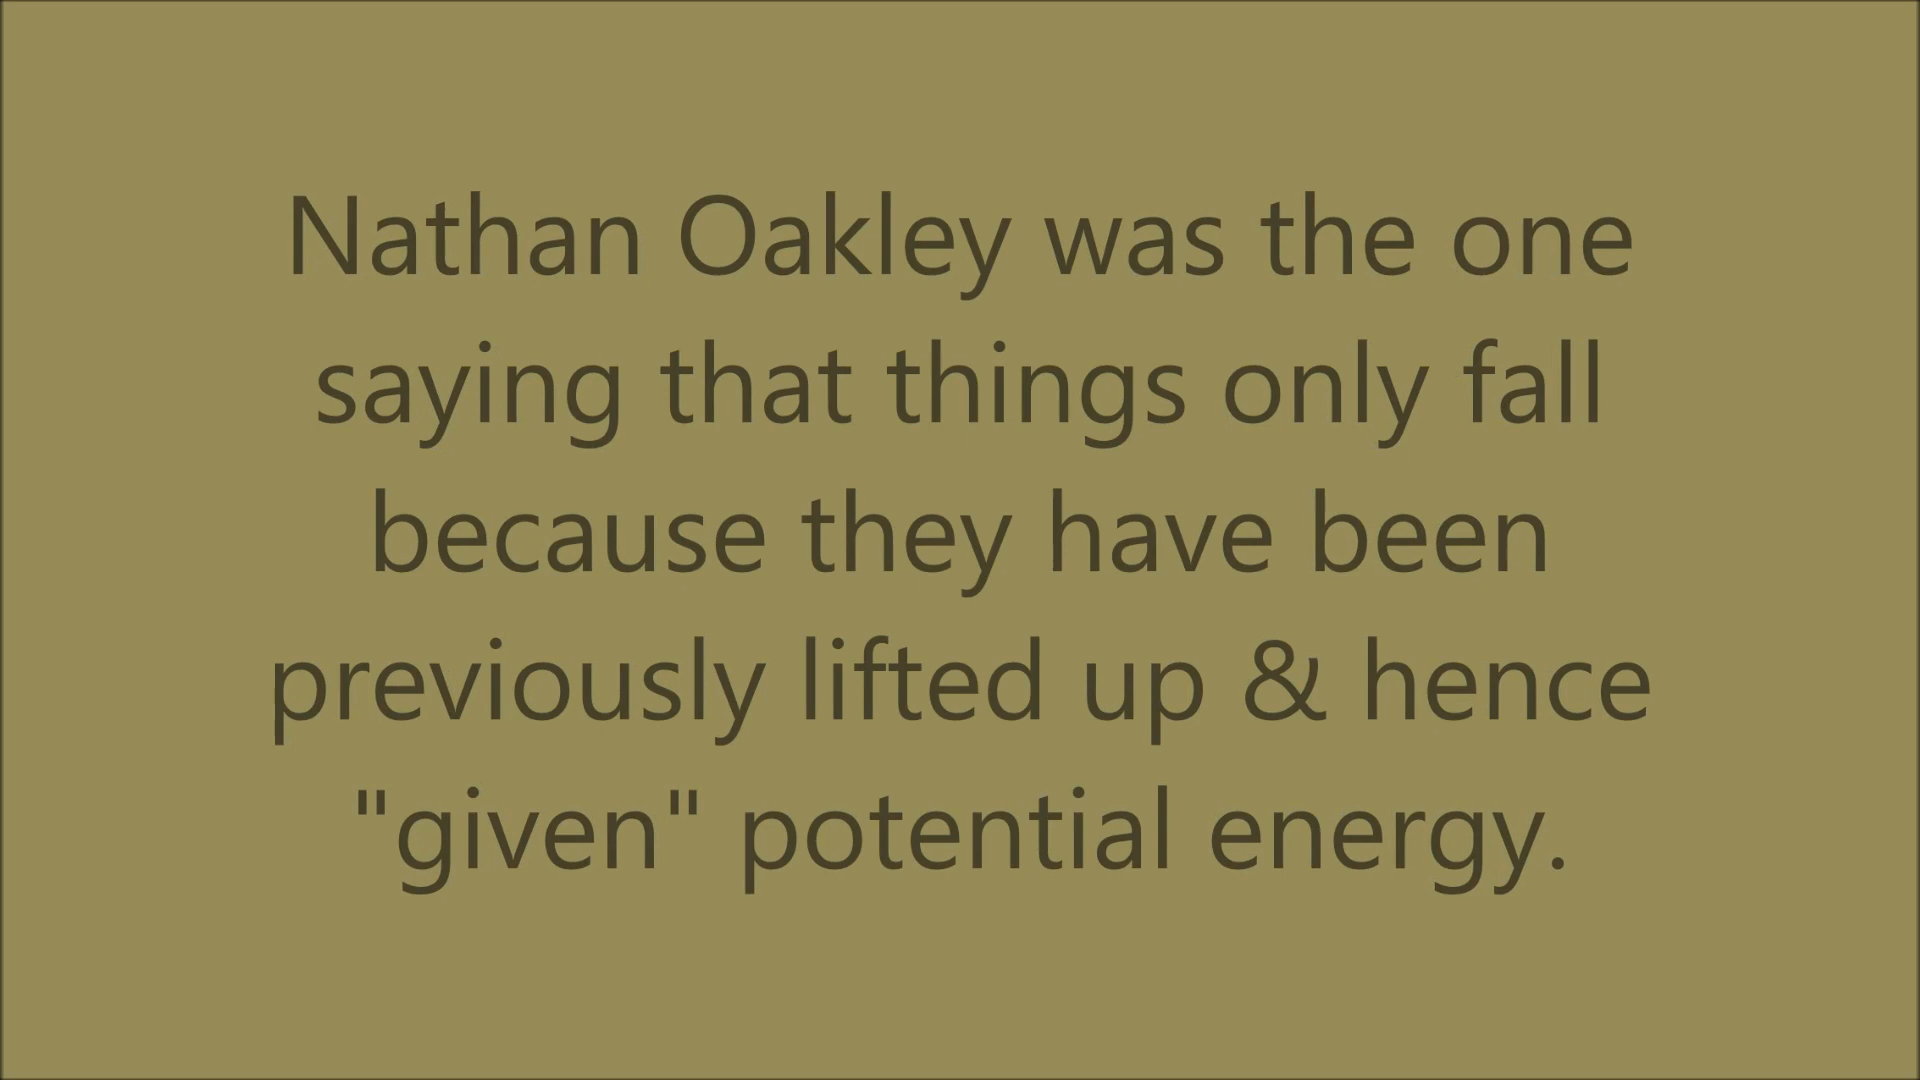 Nathan Oakley was the one
saying that things only fall
because they have been
previously lifted up & hence
"given" potential energy.